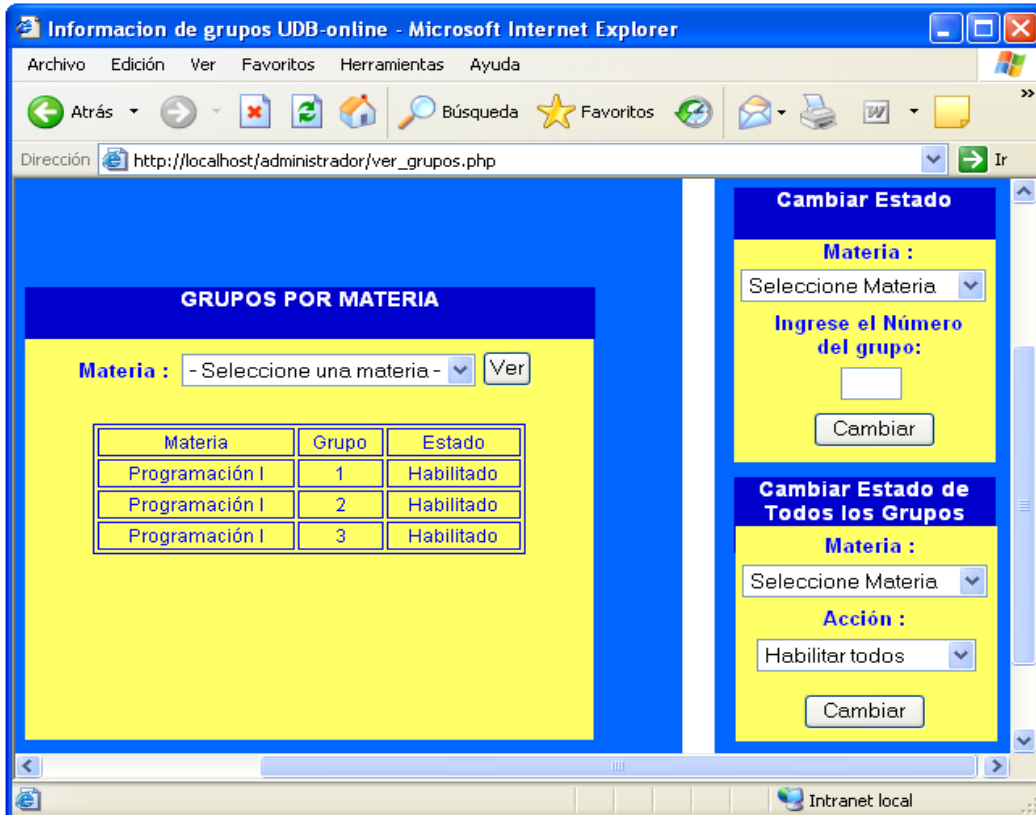 Informacion de grupos UDB-online - Microsoft Internet Explorer
Archivo Edición Ver Favoritos Herramientas Ayuda
Atrás Búsqueda Favoritos
Dirección http://localhost/administrador/ver_grupos.php Ir
GRUPOS POR MATERIA
Materia : - Seleccione una materia - Ver
Materia Grupo Estado
Programación I 1 Habilitado
Programación I 2 Habilitado
Programación I 3 Habilitado
Cambiar Estado
Materia :
Seleccione Materia
Ingrese el Número
del grupo:
Cambiar
Cambiar Estado de
Todos los Grupos
Materia :
Seleccione Materia
Acción :
Habilitar todos
Cambiar
Intranet local